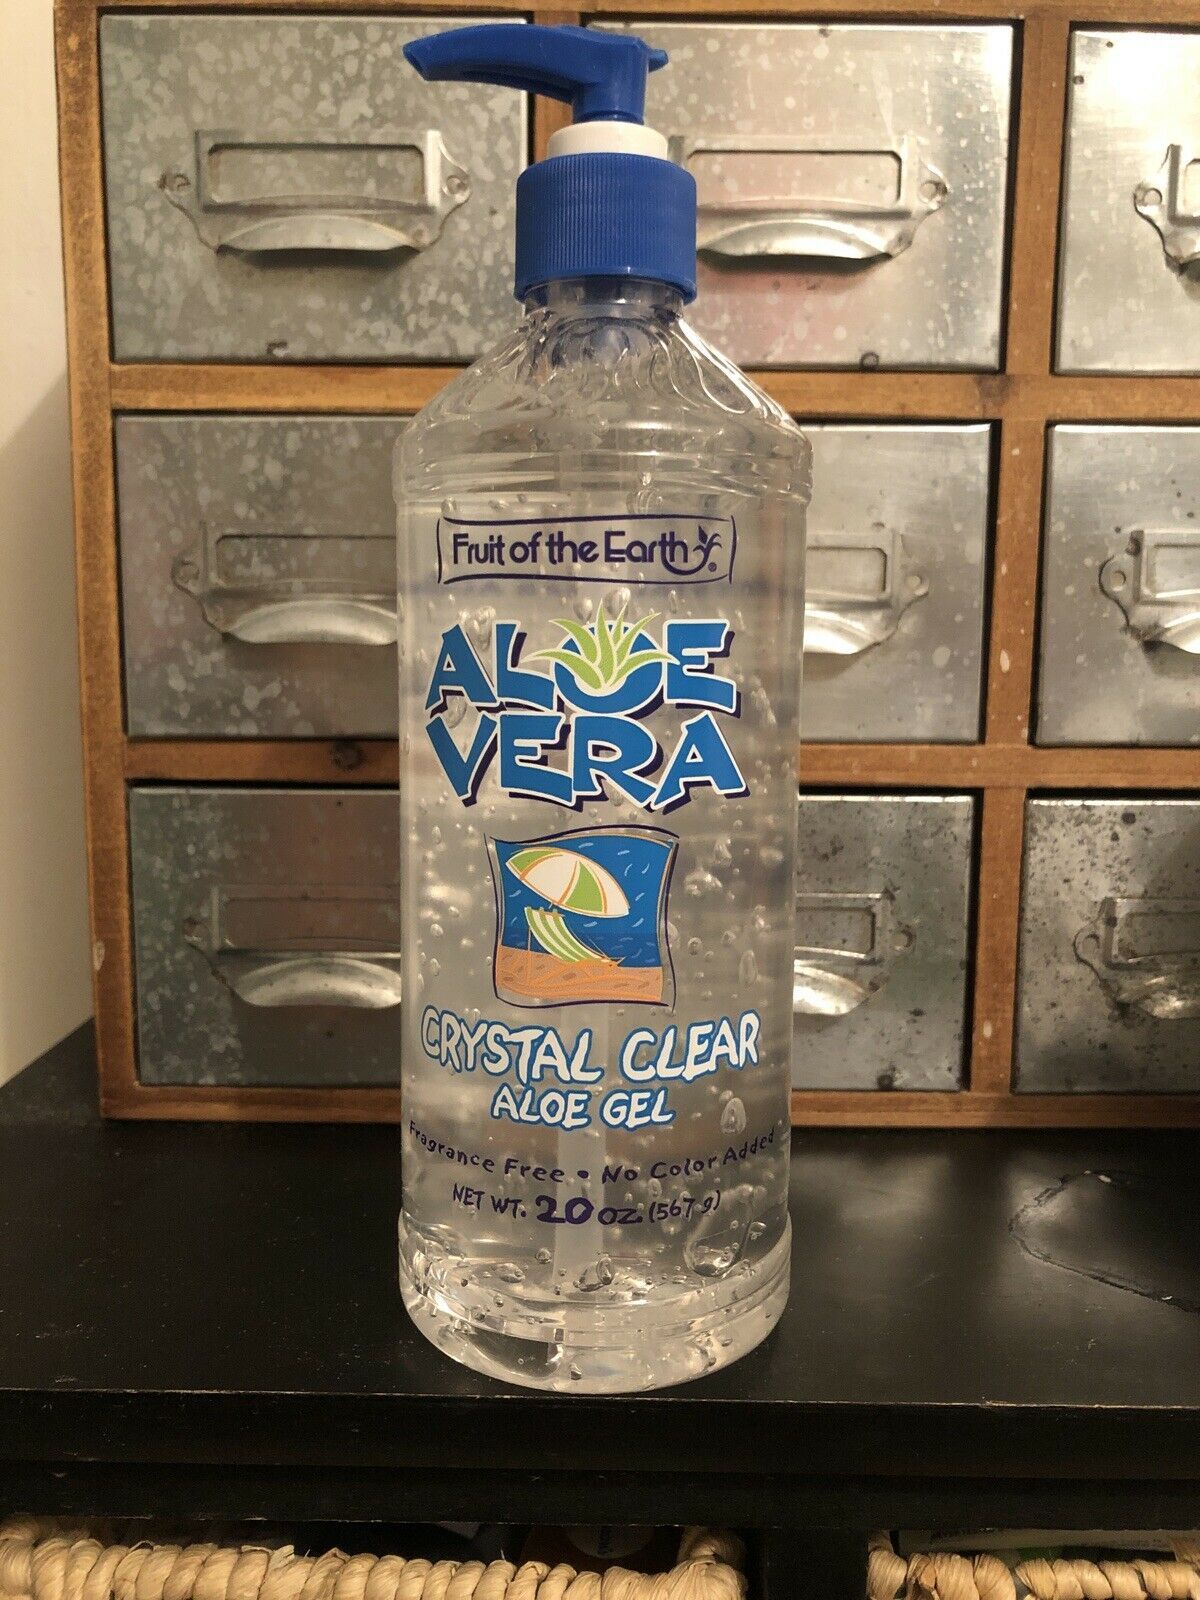 Fruit of the Earth®
ALOE
VERA
CRYSTAL CLEAR
ALOE GEL
Fragrance Free • No Color Added
NET WT. 20 oz (567 g)